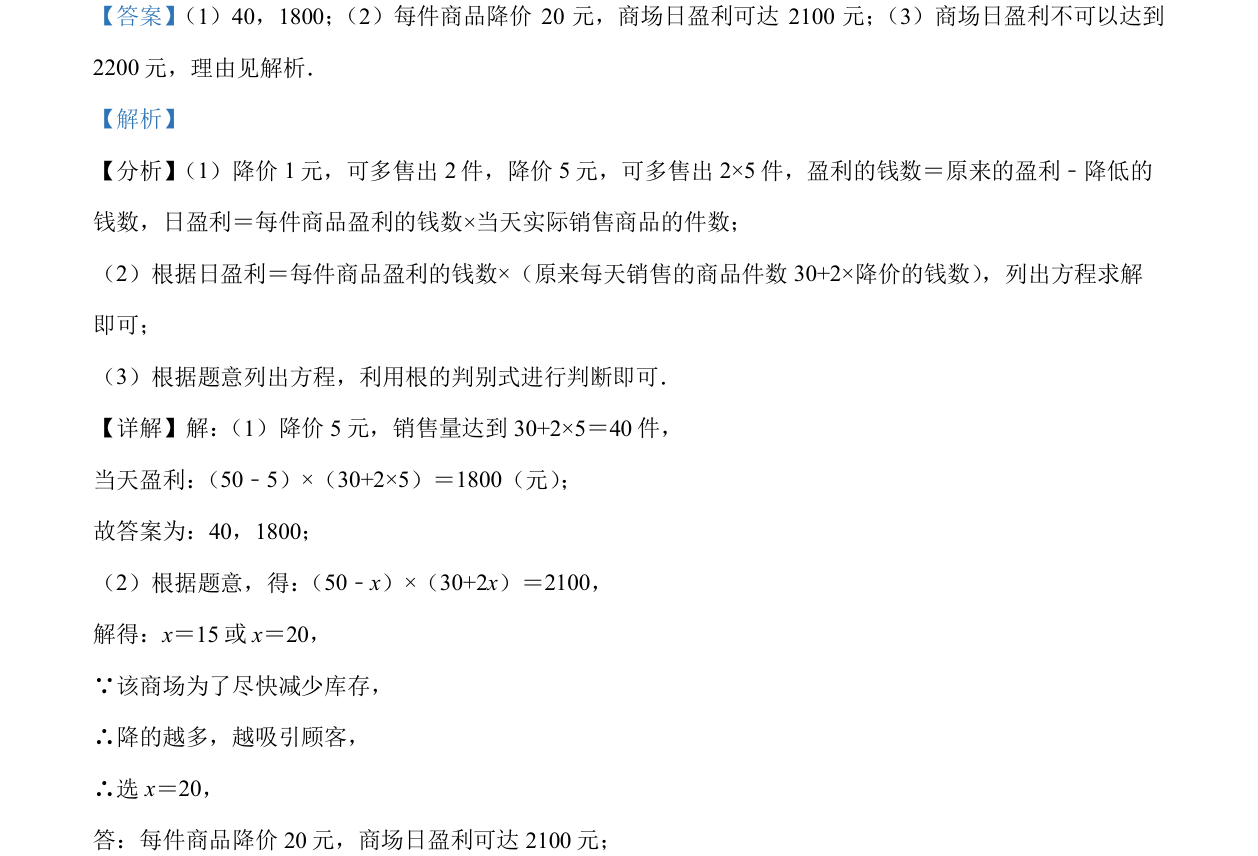 【答案】（1）40，1800；（2）每件商品降价 20 元，商场日盈利可达 2100 元；（3）商场日盈利不可以达到
2200 元，理由见解析．
【解析】
【分析】（1）降价 1 元，可多售出 2 件，降价 5 元，可多售出 2×5 件，盈利的钱数＝原来的盈利﹣降低的
钱数，日盈利＝每件商品盈利的钱数×当天实际销售商品的件数；
（2）根据日盈利＝每件商品盈利的钱数×（原来每天销售的商品件数 30+2×降价的钱数），列出方程求解
即可；
（3）根据题意列出方程，利用根的判别式进行判断即可．
【详解】解：（1）降价 5 元，销售量达到 30+2×5＝40 件，
当天盈利：（50﹣5）×（30+2×5）＝1800（元）；
故答案为：40，1800；
（2）根据题意，得：（50﹣x）×（30+2x）＝2100，
解得：x＝15 或 x＝20，
∵该商场为了尽快减少库存，
∴降的越多，越吸引顾客，
∴选 x＝20，
答：每件商品降价 20 元，商场日盈利可达 2100 元；